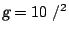 g = 10 /²